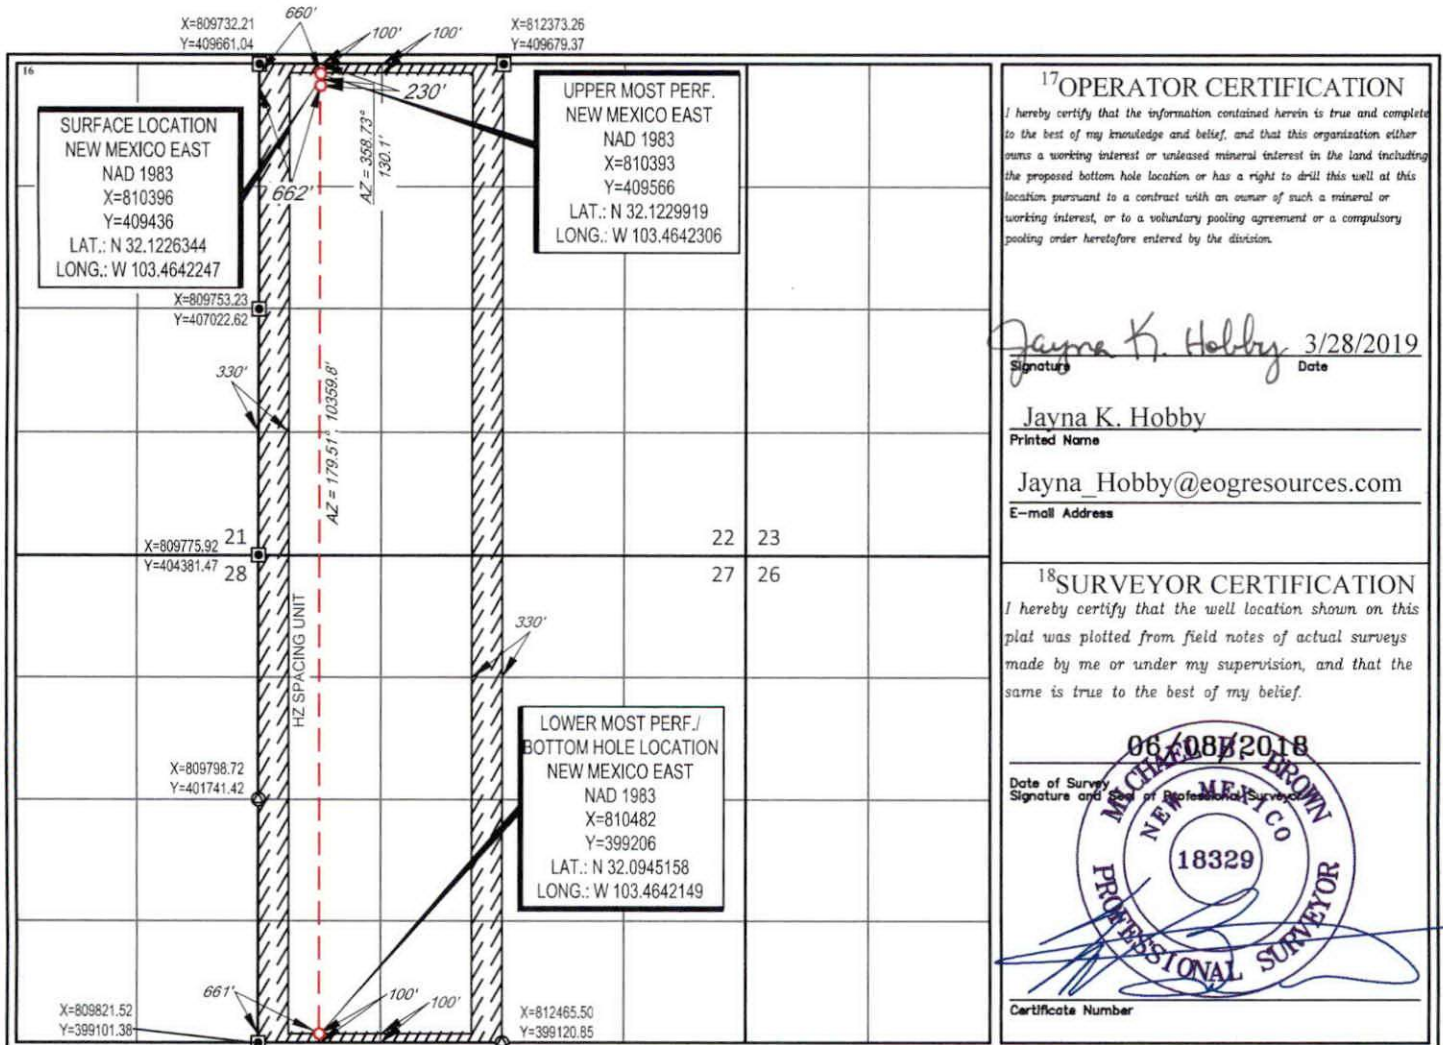 660'
X=809732.21
Y=409661.04
100'
100'
X=812373.26
Y=409679.37
16
SURFACE LOCATION
NEW MEXICO EAST
NAD 1983
X=810396
Y=409436
LAT.: N 32.1226344
LONG.: W 103.4642247
662'
AZ = 358.73°
130.1'
230'
UPPER MOST PERF.
NEW MEXICO EAST
NAD 1983
X=810393
Y=409566
LAT.: N 32.1229919
LONG.: W 103.4642306
X=809753.23
Y=407022.62
330'
AZ = 179.51°, 10359.8'
X=809775.92
Y=404381.47
21
28
22
23
27
26
HZ SPACING UNIT
330'
X=809798.72
Y=401741.42
LOWER MOST PERF./
BOTTOM HOLE LOCATION
NEW MEXICO EAST
NAD 1983
X=810482
Y=399206
LAT.: N 32.0945158
LONG.: W 103.4642149
661'
100'
100'
X=809821.52
Y=399101.38
X=812465.50
Y=399120.85
17 OPERATOR CERTIFICATION
I hereby certify that the information contained herein is true and complete
to the best of my knowledge and belief, and that this organization either
owns a working interest or unleased mineral interest in the land including
the proposed bottom hole location or has a right to drill this well at this
location pursuant to a contract with an owner of such a mineral or
working interest, or to a voluntary pooling agreement or a compulsory
pooling order heretofore entered by the division.
Jayna K. Hobby 3/28/2019
Signature Date
Jayna K. Hobby
Printed Name
Jayna_Hobby@eogresources.com
E-mail Address
18 SURVEYOR CERTIFICATION
I hereby certify that the well location shown on this
plat was plotted from field notes of actual surveys
made by me or under my supervision, and that the
same is true to the best of my belief.
06/08/2018
Date of Survey
Signature and Seal of Professional Surveyor
MICHAEL B. BROWN
NEW MEXICO
18329
PROFESSIONAL SURVEYOR
Certificate Number